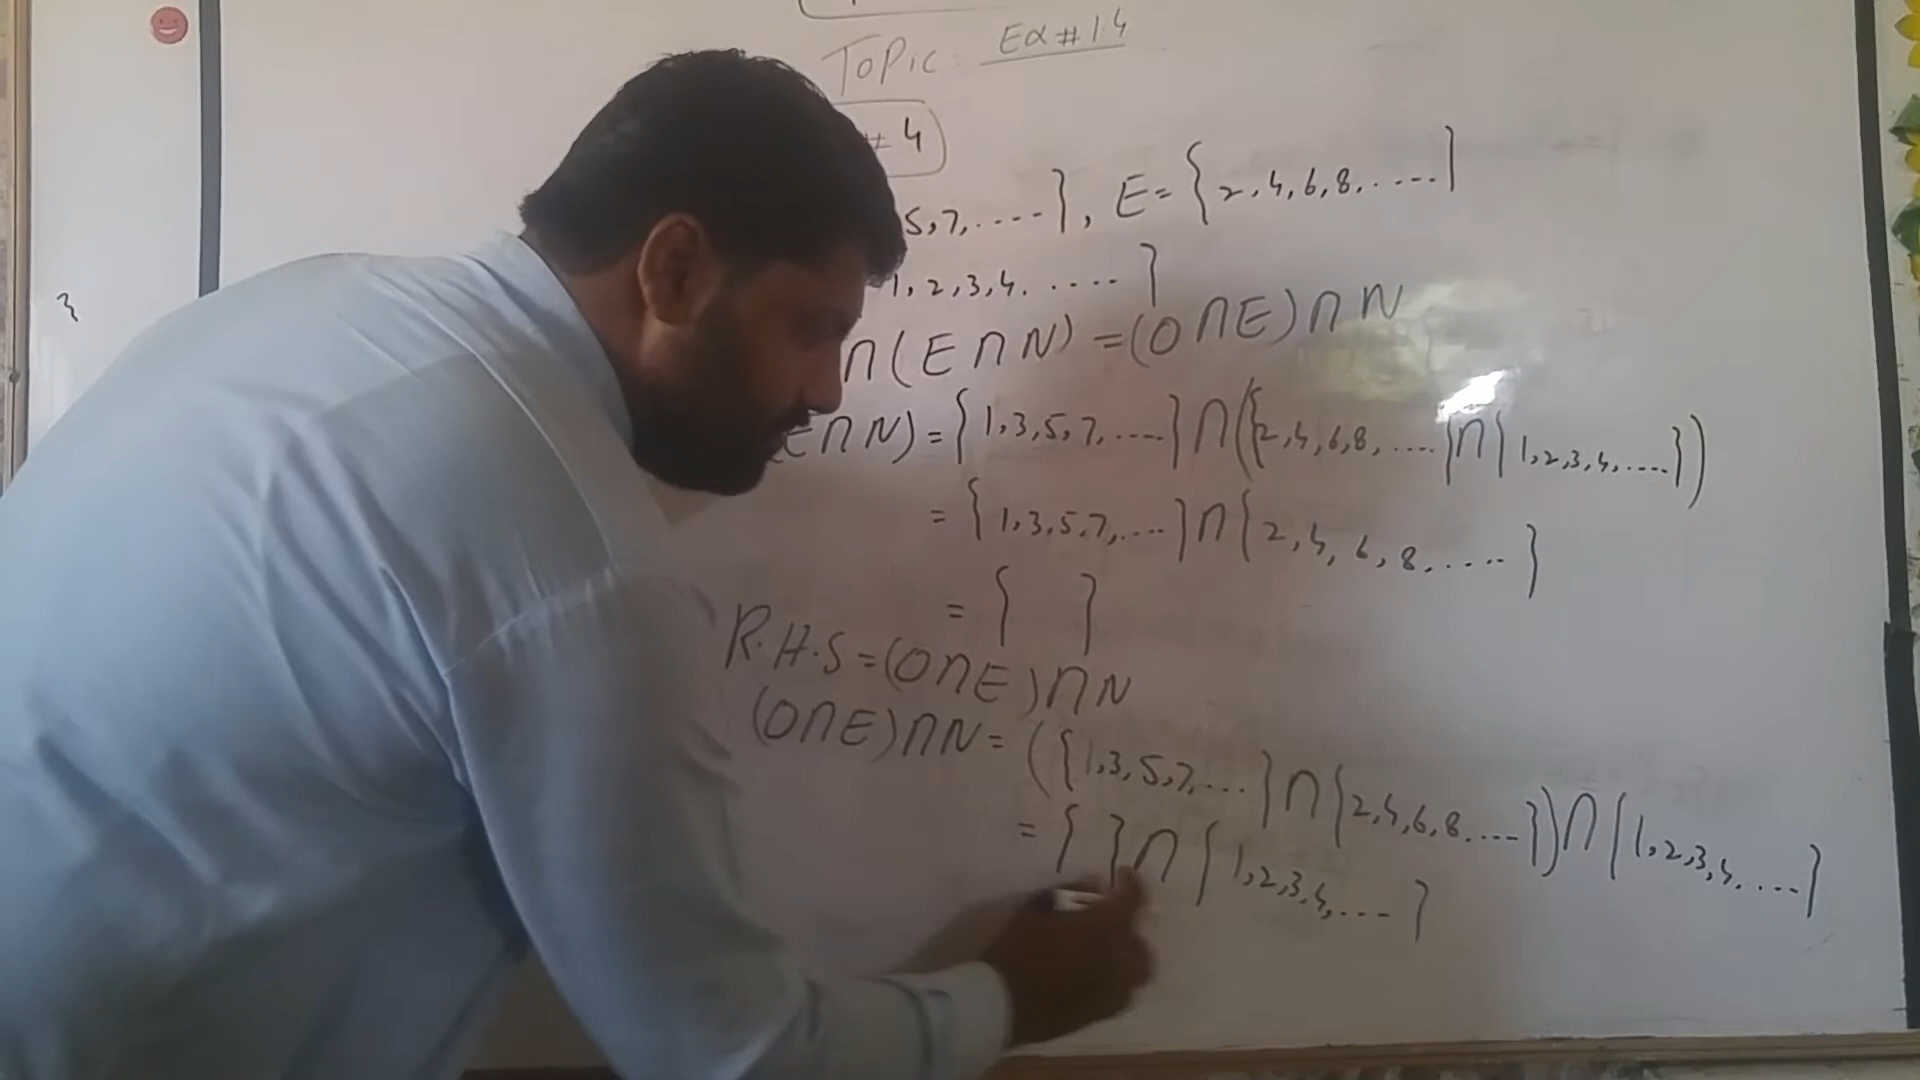 Topic: Ex # 1.4
# 4
5,7,.....}, E={2,4,6,8,.....}
1,2,3,4.....}
∩(E∩N)=(O∩E)∩N
(E∩N)={1,3,5,7,.....}∩({2,4,6,8,....}∩{1,2,3,4,.....})
={1,3,5,7,.....}∩{2,4,6,8,.....}
={ }
R.H.S=(O∩E)∩N
(O∩E)∩N=({1,3,5,7,...}∩{2,4,6,8,....})∩{1,2,3,4,....}
={ }∩{1,2,3,4,....}